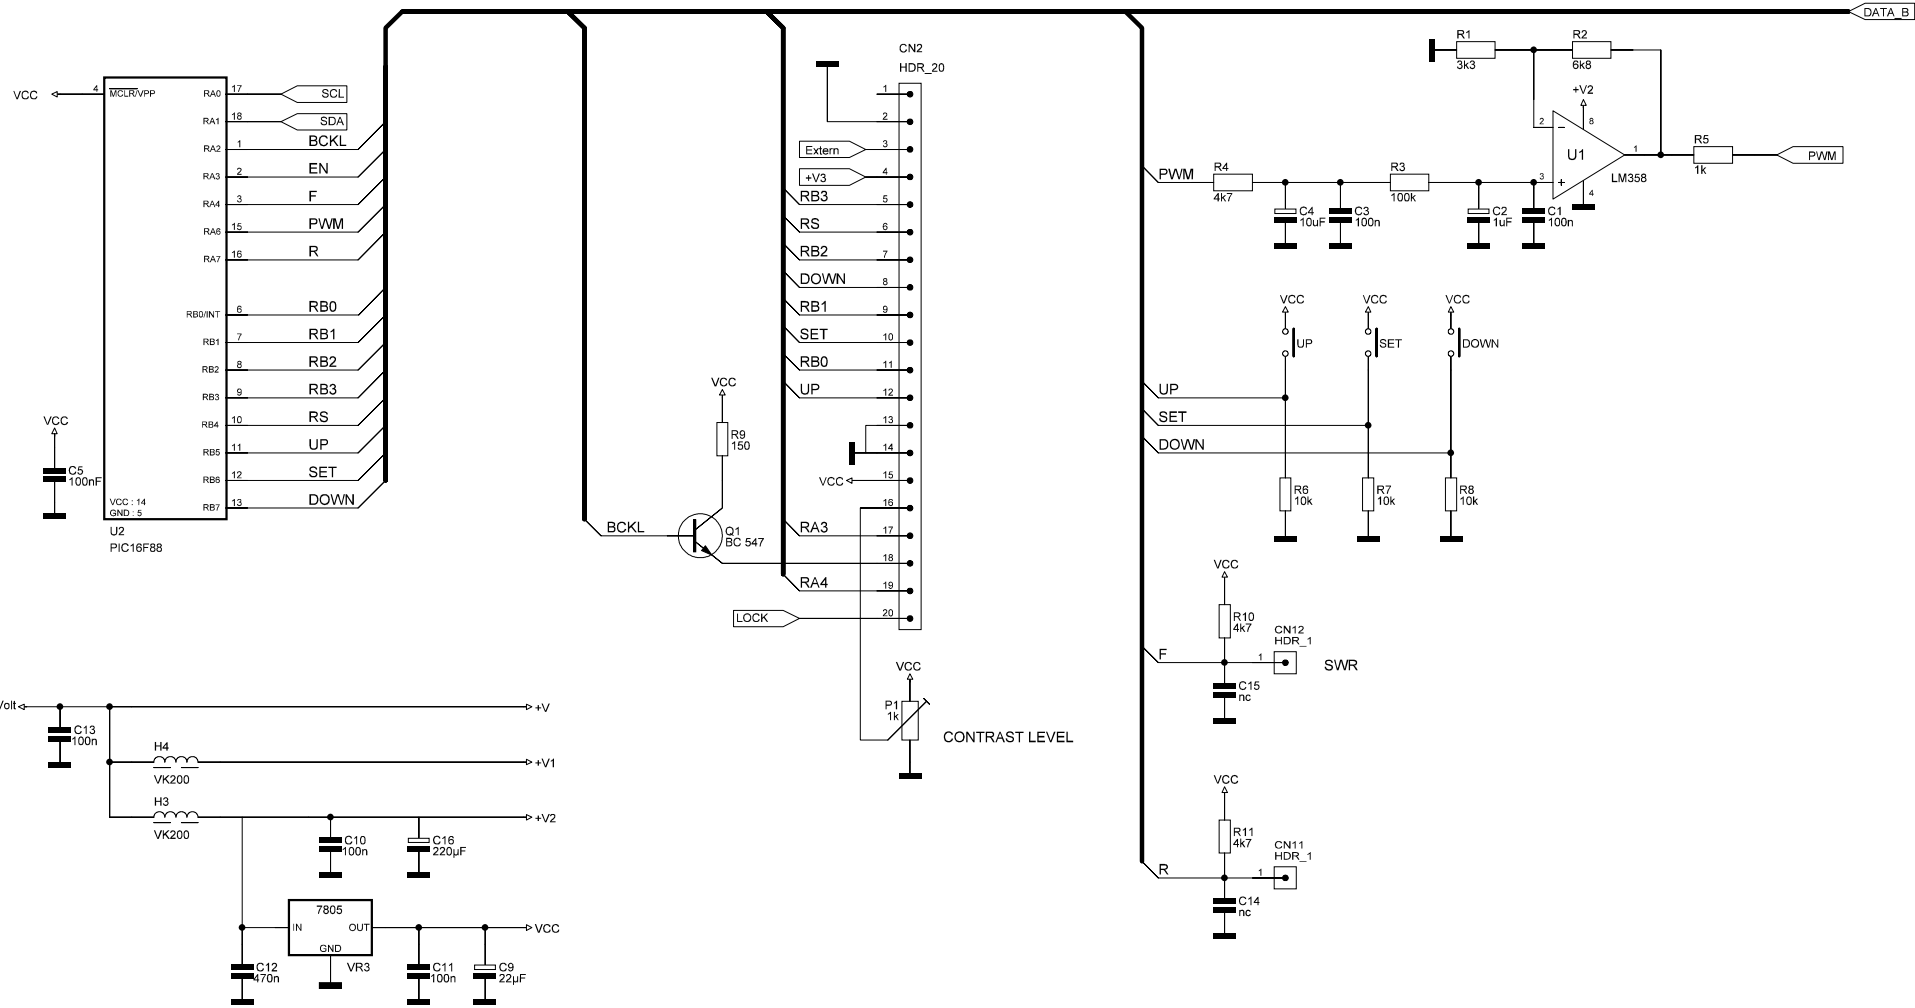 DATA_B
VCC
4
MCLR/VPP
RA0
17
SCL
RA1
18
SDA
RA2
1
BCKL
RA3
2
EN
RA4
3
F
RA6
15
PWM
RA7
16
R
RB0/INT
6
RB0
RB1
7
RB1
RB2
8
RB2
RB3
9
RB3
RB4
10
RS
RB5
11
UP
RB6
12
SET
RB7
13
DOWN
VCC : 14
GND : 5
U2
PIC16F88
VCC
C5
100nF
VCC
R9
150
BCKL
Q1
BC 547
CN2
HDR_20
1
2
Extern
3
+V3
4
RB3
5
RS
6
RB2
7
DOWN
8
RB1
9
SET
10
RB0
11
UP
12
13
14
VCC
15
16
RA3
17
18
RA4
19
LOCK
20
VCC
P1
1k
CONTRAST LEVEL
R1
3k3
R2
6k8
+V2
2
8
U1
1
3
4
LM358
R5
1k
PWM
PWM
R4
4k7
R3
100k
C4
10uF
C3
100n
C2
1uF
C1
100n
VCC
VCC
VCC
UP
SET
DOWN
UP
SET
DOWN
R6
10k
R7
10k
R8
10k
VCC
R10
4k7
CN12
HDR_1
F
1
SWR
C15
nc
VCC
R11
4k7
CN11
HDR_1
R
1
C14
nc
Volt
+V
C13
100n
H4
VK200
+V1
H3
VK200
+V2
C10
100n
C16
220µF
7805
IN
OUT
GND
VR3
VCC
C12
470n
C11
100n
C9
22µF